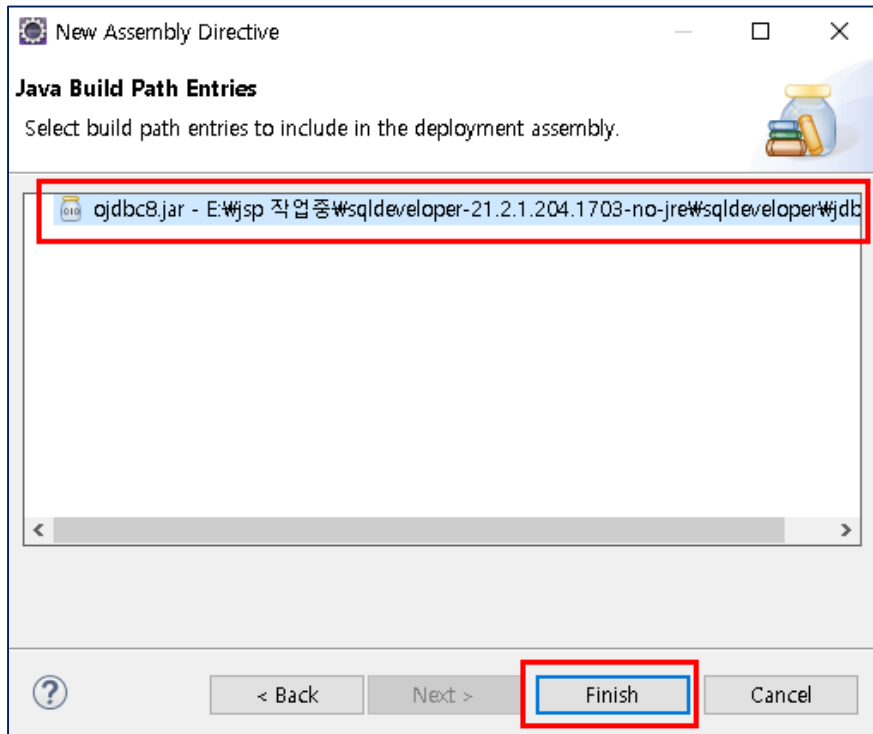 New Assembly Directive
Java Build Path Entries
Select build path entries to include in the deployment assembly.
010
ojdbc8.jar - E:₩jsp 작업중₩sqldeveloper-21.2.1.204.1703-no-jre₩sqldeveloper₩jdb
?
< Back Next > Finish Cancel